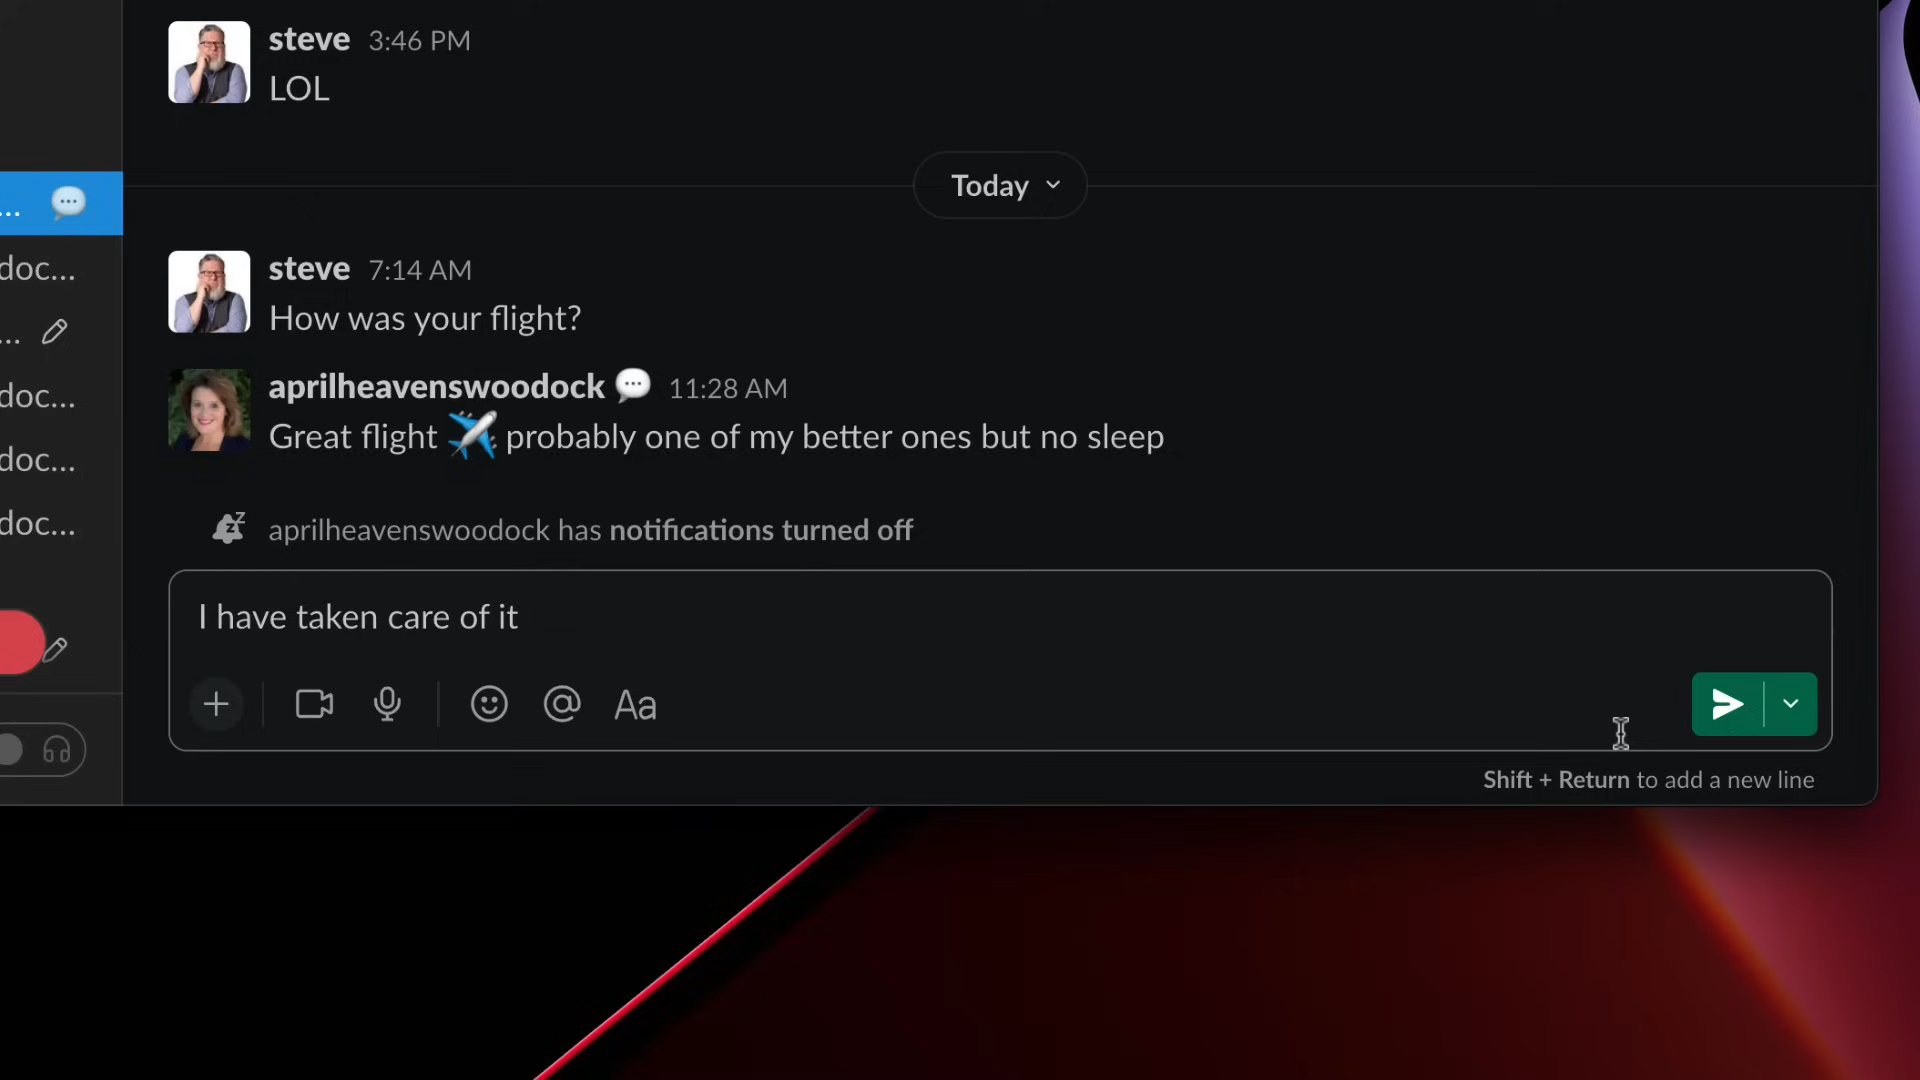 steve 3:46 PM
LOL
Today
...
doc...
steve 7:14 AM
How was your flight?
...
aprilheavenswoodock 11:28 AM
doc...
Great flight ✈️ probably one of my better ones but no sleep
doc...
doc...
aprilheavenswoodock has notifications turned off
I have taken care of it
Aa
Shift + Return to add a new line